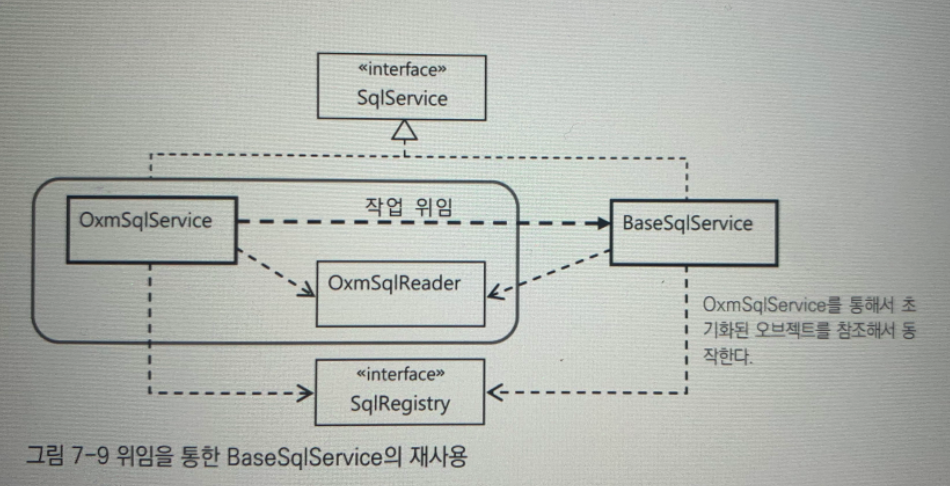 «interface»
SqlService
작업 위임
OxmSqlService
BaseSqlService
OxmSqlReader
OxmSqlService를 통해서 초
기화된 오브젝트를 참조해서 동
작한다.
«interface»
SqlRegistry
그림 7-9 위임을 통한 BaseSqlService의 재사용